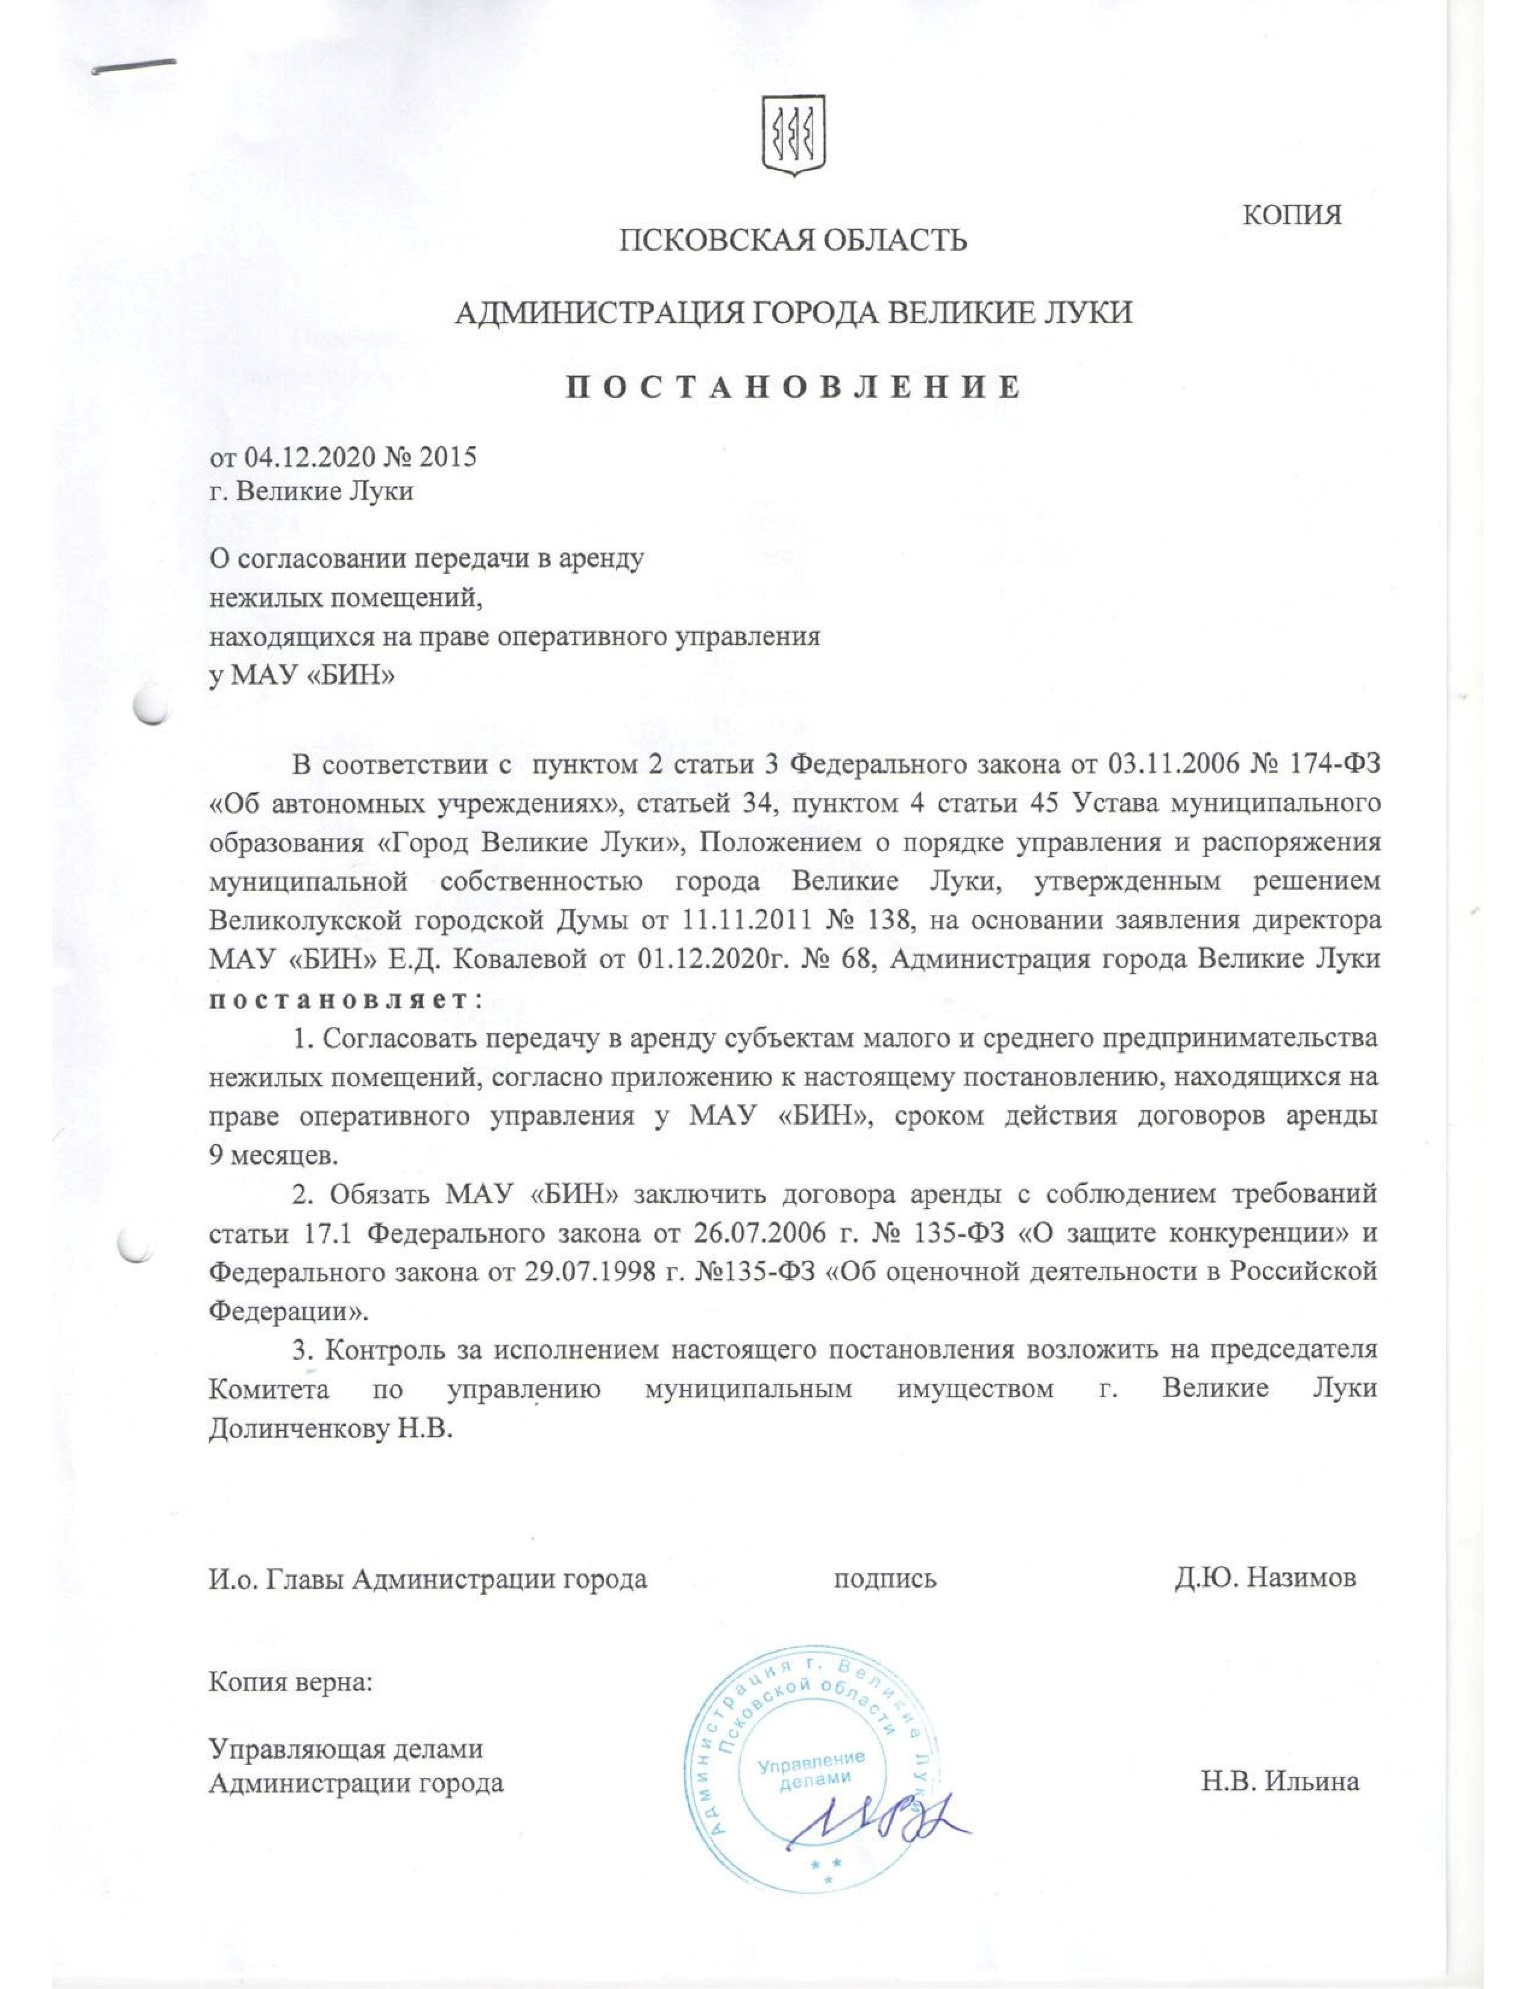 КОПИЯ
ПСКОВСКАЯ ОБЛАСТЬ
АДМИНИСТРАЦИЯ ГОРОДА ВЕЛИКИЕ ЛУКИ
ПОСТАНОВЛЕНИЕ
от 04.12.2020 № 2015
г. Великие Луки
О согласовании передачи в аренду
нежилых помещений,
находящихся на праве оперативного управления
у МАУ «БИН»
В соответствии с пунктом 2 статьи 3 Федерального закона от 03.11.2006 № 174-ФЗ
«Об автономных учреждениях», статьей 34, пунктом 4 статьи 45 Устава муниципального
образования «Город Великие Луки», Положением о порядке управления и распоряжения
муниципальной собственностью города Великие Луки, утвержденным решением
Великолукской городской Думы от 11.11.2011 № 138, на основании заявления директора
МАУ «БИН» Е.Д. Ковалевой от 01.12.2020г. № 68, Администрация города Великие Луки
постановляет:
1. Согласовать передачу в аренду субъектам малого и среднего предпринимательства
нежилых помещений, согласно приложению к настоящему постановлению, находящихся на
праве оперативного управления у МАУ «БИН», сроком действия договоров аренды
9 месяцев.
2. Обязать МАУ «БИН» заключить договора аренды с соблюдением требований
статьи 17.1 Федерального закона от 26.07.2006 г. № 135-ФЗ «О защите конкуренции» и
Федерального закона от 29.07.1998 г. №135-ФЗ «Об оценочной деятельности в Российской
Федерации».
3. Контроль за исполнением настоящего постановления возложить на председателя
Комитета по управлению муниципальным имуществом г. Великие Луки
Долинченкову Н.В.
И.о. Главы Администрации города подпись Д.Ю. Назимов
Копия верна:
Управляющая делами
Администрации города Н.В. Ильина
Администрация г. Великие Луки
Псковской области
Управление
делами